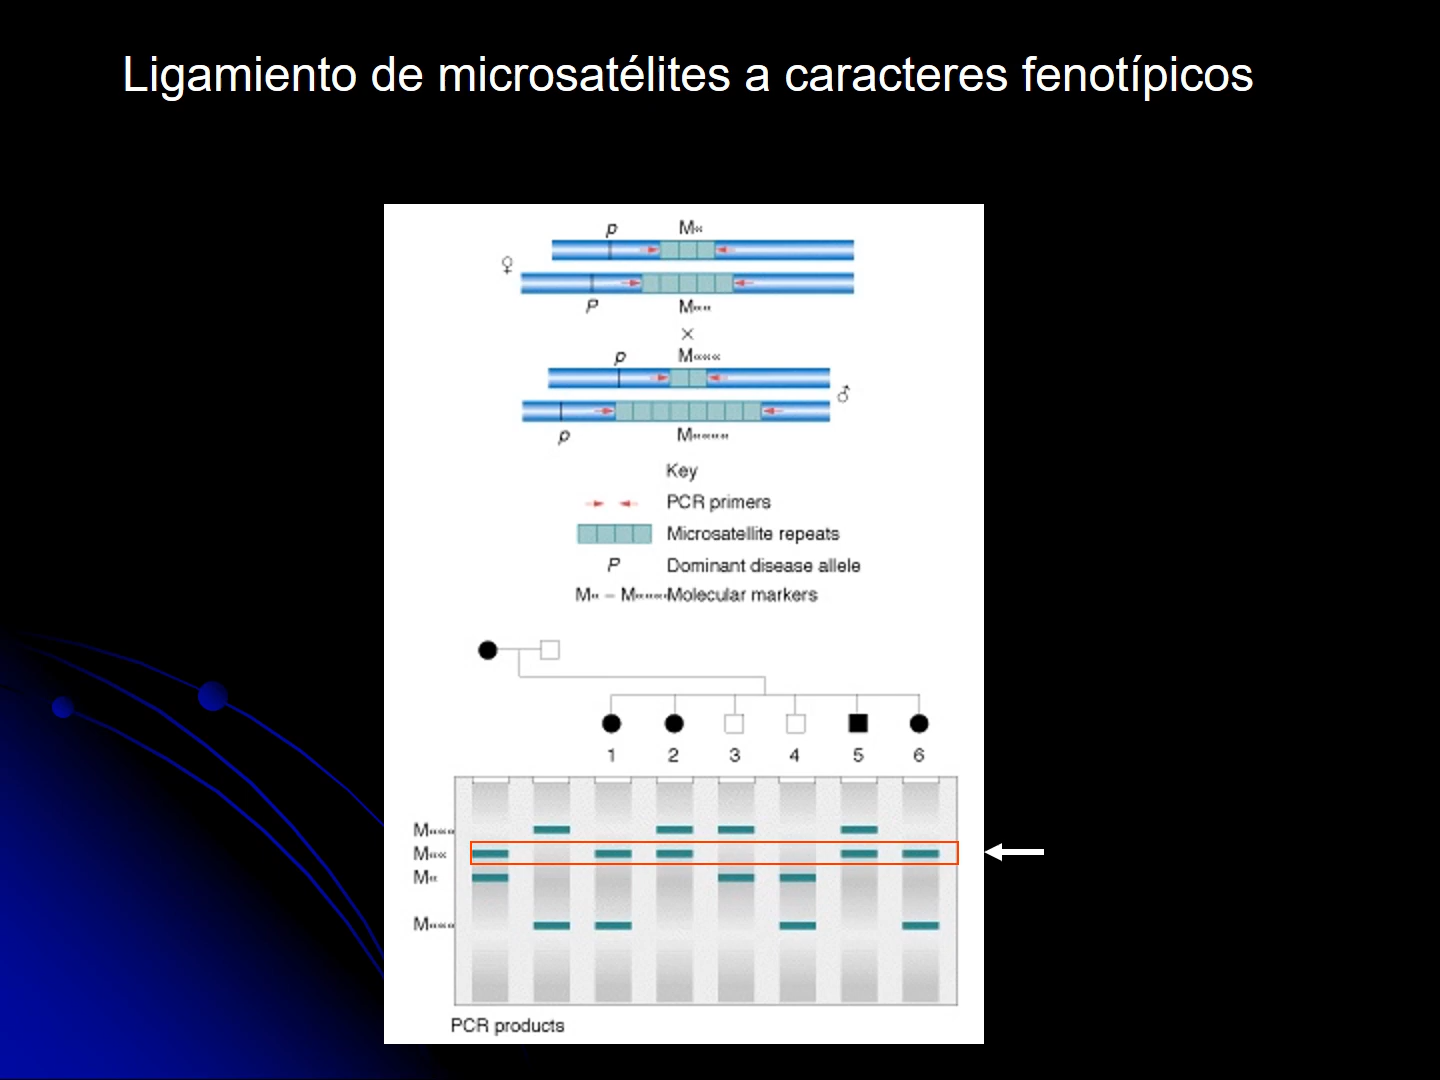 Ligamiento de microsatélites a caracteres fenotípicos
p M‹‹
♀
P M‹‹‹‹
×
p M‹‹‹‹‹‹
♂
p M‹‹‹‹‹‹‹‹
Key
PCR primers
Microsatellite repeats
P Dominant disease allele
Molecular markers
1 2 3 4 5 6
M
M
M
M
PCR products